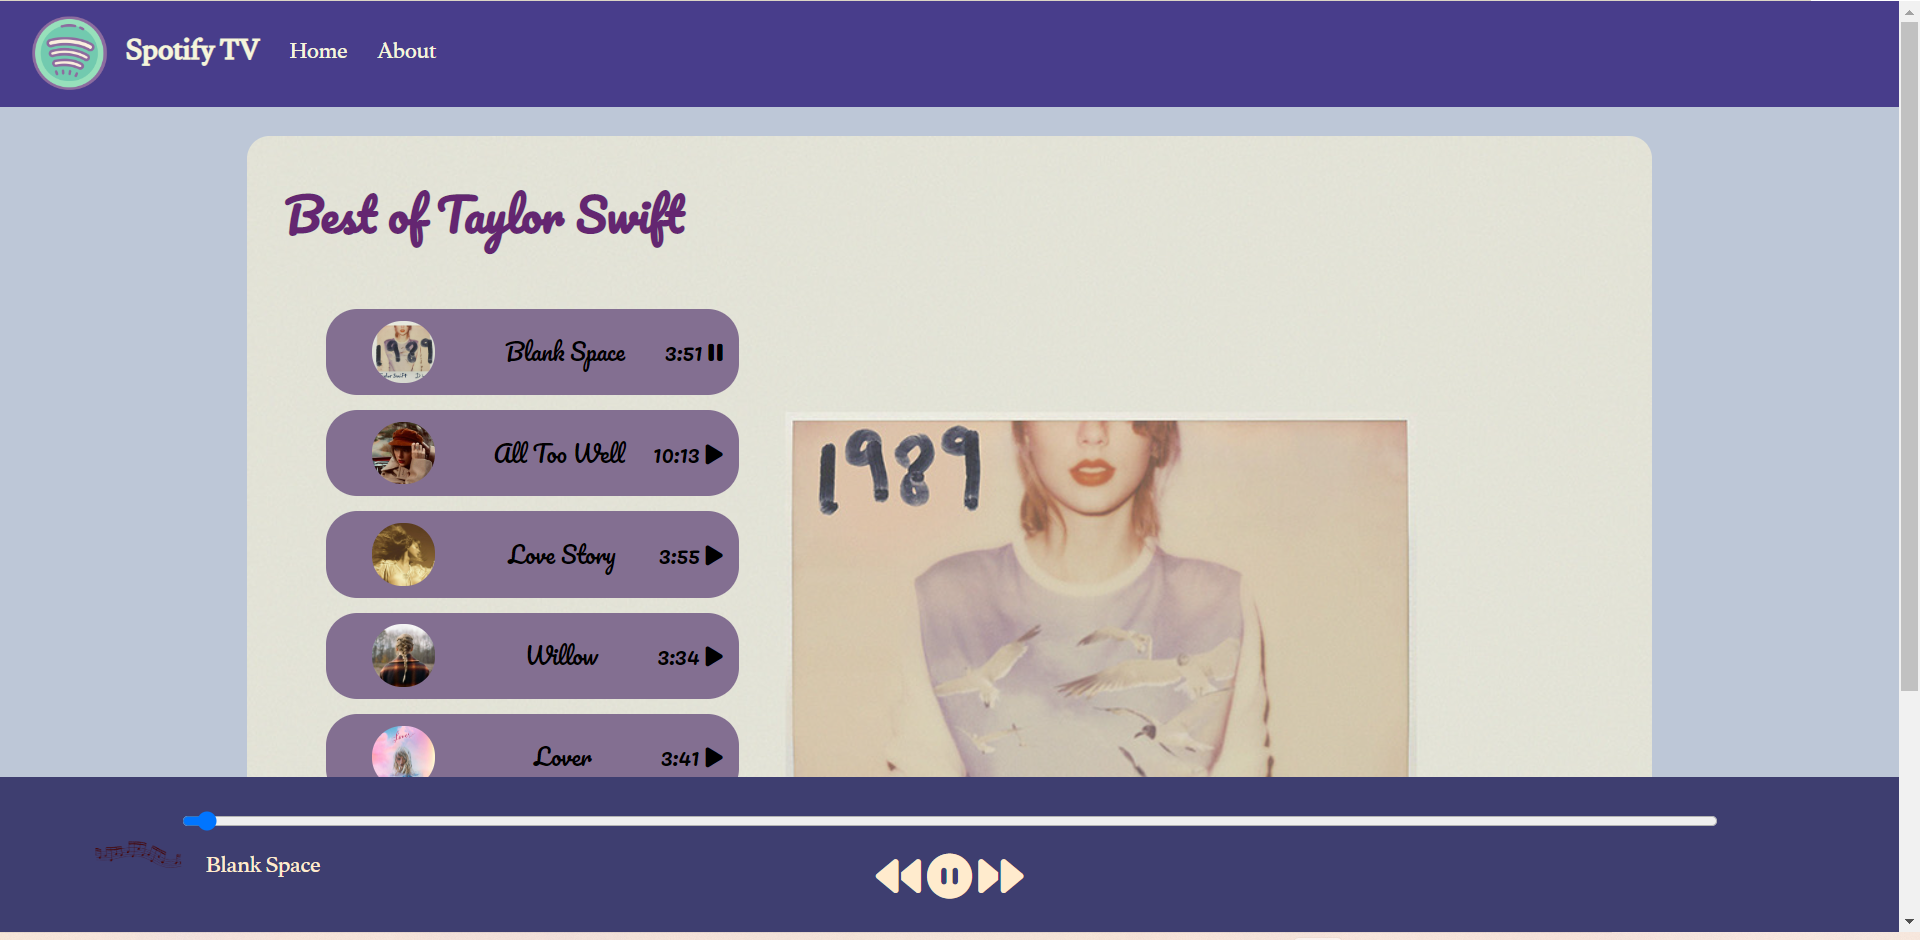 Spotify TV Home About
Best of Taylor Swift
1989
Blank Space 3:51
All Too Well 10:13
Love Story 3:55
Willow 3:34
Lover 3:41
1989
Blank Space